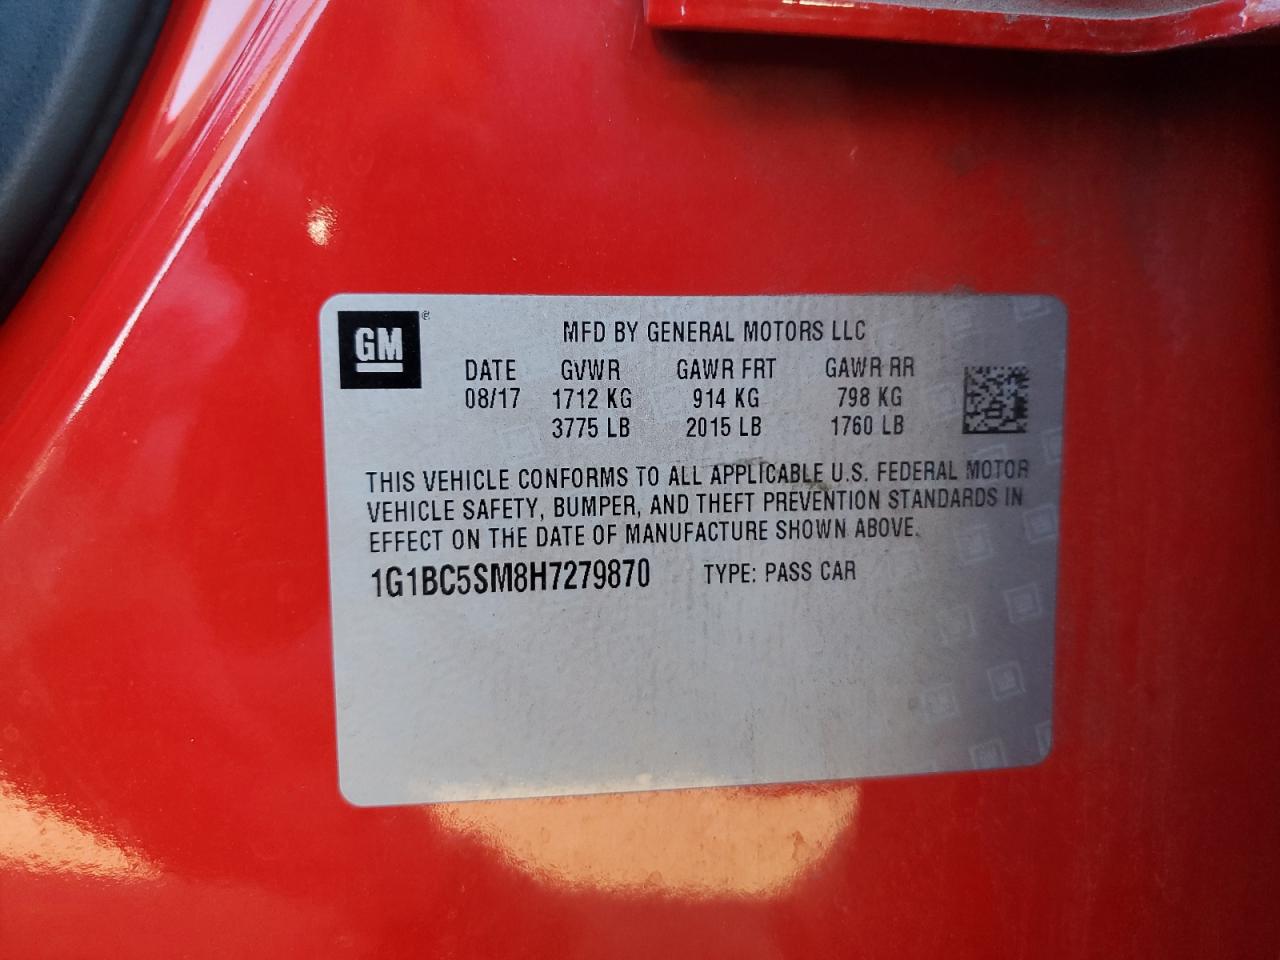 GM®
MFD BY GENERAL MOTORS LLC
DATE GVWR GAWR FRT GAWR RR
08/17 1712 KG 914 KG 798 KG
3775 LB 2015 LB 1760 LB
THIS VEHICLE CONFORMS TO ALL APPLICABLE U.S. FEDERAL MOTOR
VEHICLE SAFETY, BUMPER, AND THEFT PREVENTION STANDARDS IN
EFFECT ON THE DATE OF MANUFACTURE SHOWN ABOVE.
1G1BC5SM8H7279870 TYPE: PASS CAR